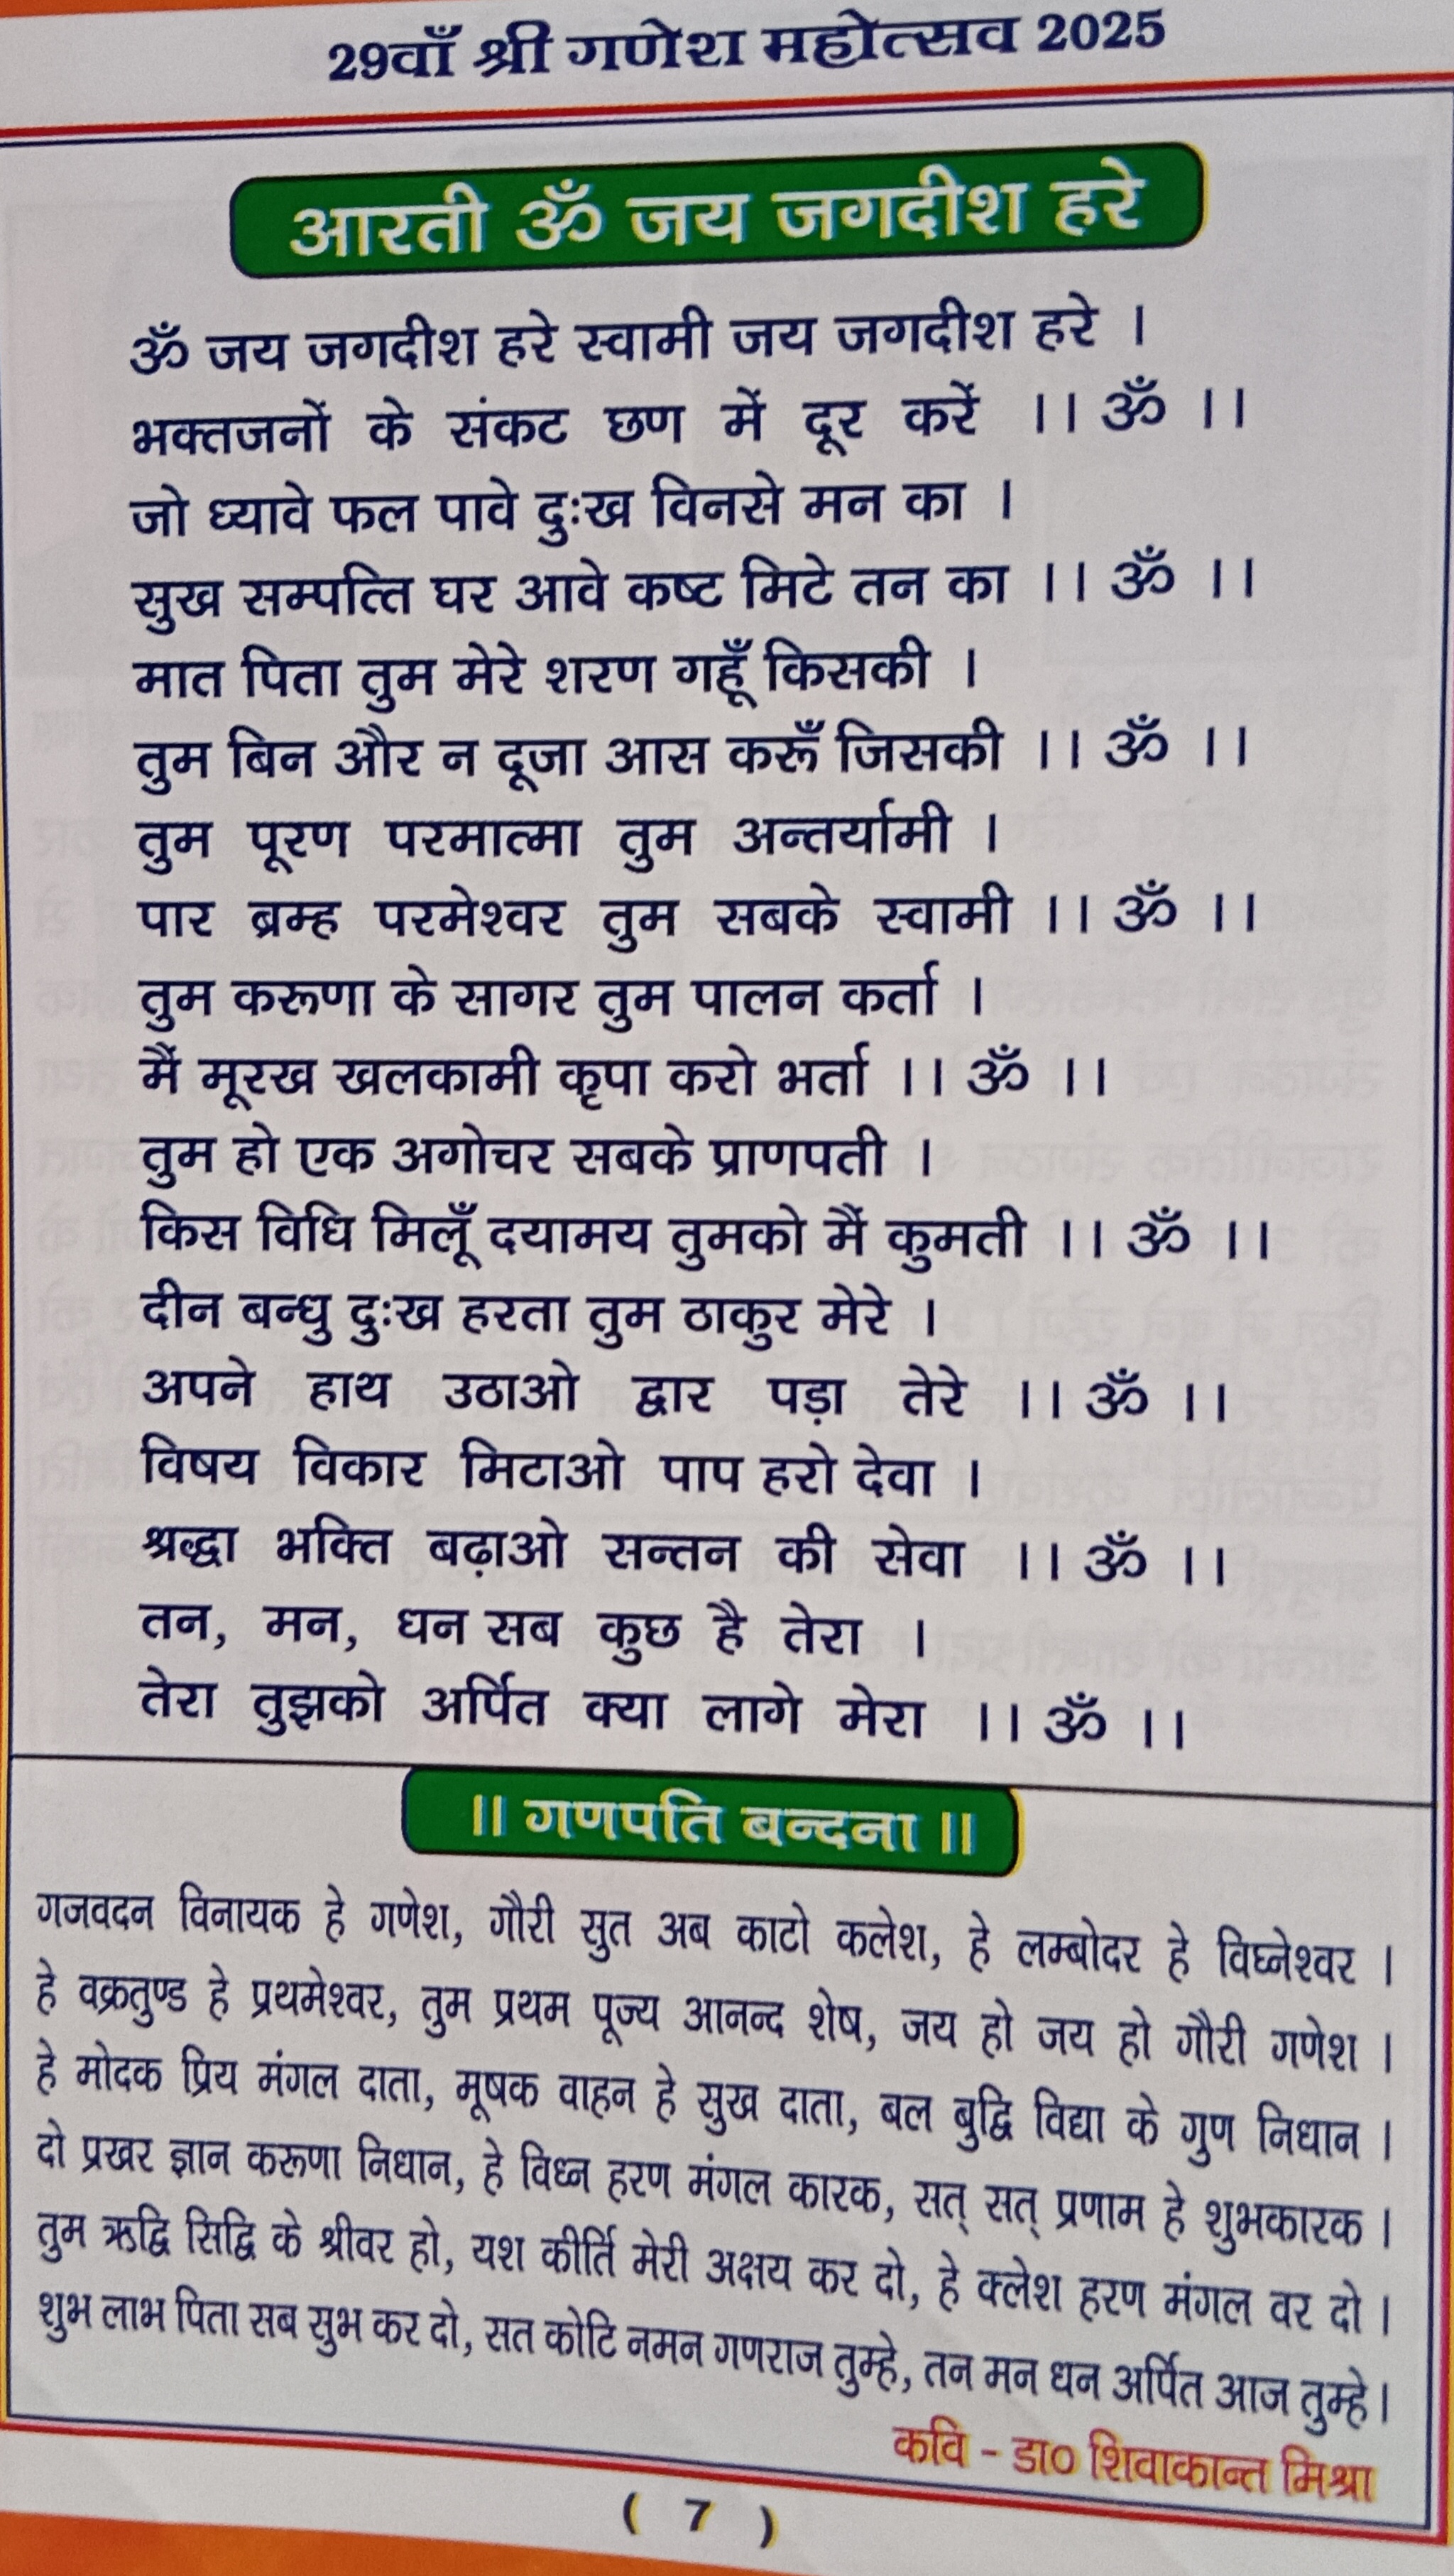 29वाँ श्री गणेश महोत्सव 2025
आरती ॐ जय जगदीश हरे
ॐ जय जगदीश हरे स्वामी जय जगदीश हरे ।
भक्तजनों के संकट छण में दूर करें ।। ॐ ।।
जो ध्यावे फल पावे दुःख विनसे मन का ।
सुख सम्पत्ति घर आवे कष्ट मिटे तन का ।। ॐ ।।
मात पिता तुम मेरे शरण गहूँ किसकी ।
तुम बिन और न दूजा आस करूँ जिसकी ।। ॐ ।।
तुम पूरण परमात्मा तुम अन्तर्यामी ।
पार ब्रम्ह परमेश्वर तुम सबके स्वामी ।। ॐ ।।
तुम करूणा के सागर तुम पालन कर्ता ।
मैं मूरख खलकामी कृपा करो भर्ता ।। ॐ ।।
तुम हो एक अगोचर सबके प्राणपती ।
किस विधि मिलूँ दयामय तुमको मैं कुमती ।। ॐ ।।
दीन बन्धु दुःख हरता तुम ठाकुर मेरे ।
अपने हाथ उठाओ द्वार पड़ा तेरे ।। ॐ ।।
विषय विकार मिटाओ पाप हरो देवा ।
श्रद्धा भक्ति बढ़ाओ सन्तन की सेवा ।। ॐ ।।
तन, मन, धन सब कुछ है तेरा ।
तेरा तुझको अर्पित क्या लागे मेरा ।। ॐ ।।
।। गणपति बन्दना ।।
गजवदन विनायक हे गणेश, गौरी सुत अब काटो कलेश, हे लम्बोदर हे विघ्नेश्वर ।
हे वक्रतुण्ड हे प्रथमेश्वर, तुम प्रथम पूज्य आनन्द शेष, जय हो जय हो गौरी गणेश ।
हे मोदक प्रिय मंगल दाता, मूषक वाहन हे सुख दाता, बल बुद्वि विद्या के गुण निधान ।
दो प्रखर ज्ञान करूणा निधान, हे विध्न हरण मंगल कारक, सत् सत् प्रणाम हे शुभकारक ।
तुम ऋद्वि सिद्वि के श्रीवर हो, यश कीर्ति मेरी अक्षय कर दो, हे क्लेश हरण मंगल वर दो ।
शुभ लाभ पिता सब सुभ कर दो, सत कोटि नमन गणराज तुम्हे, तन मन धन अर्पित आज तुम्हे ।
कवि - डा० शिवाकान्त मिश्रा
( 7 )